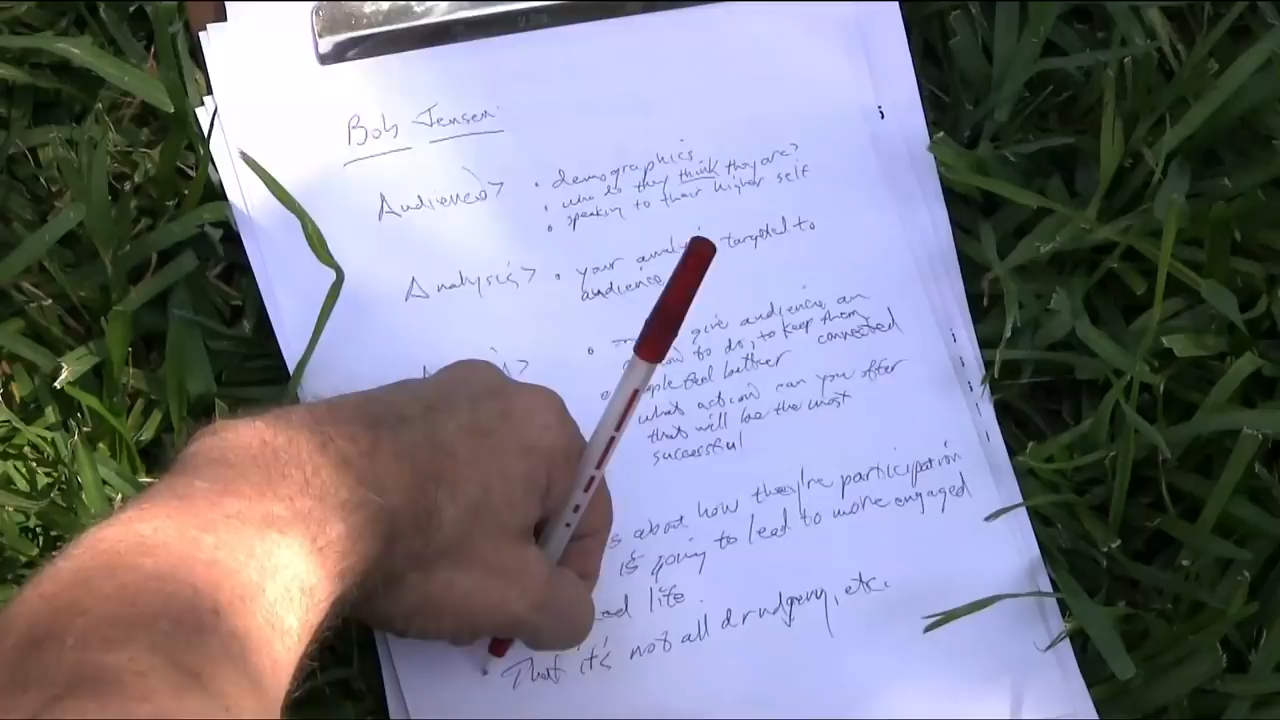 Bob Jensen
Audience> • demographics
• who do they think they are?
• speaking to their higher self
Analysis> • your targeted to
audience
• give audience an
to do, to keep them
connected
feel better
what action can you offer
that will be the most
successful
about how they're participation
is going to lead to more engaged
life.
That it's not all drudgery, etc.